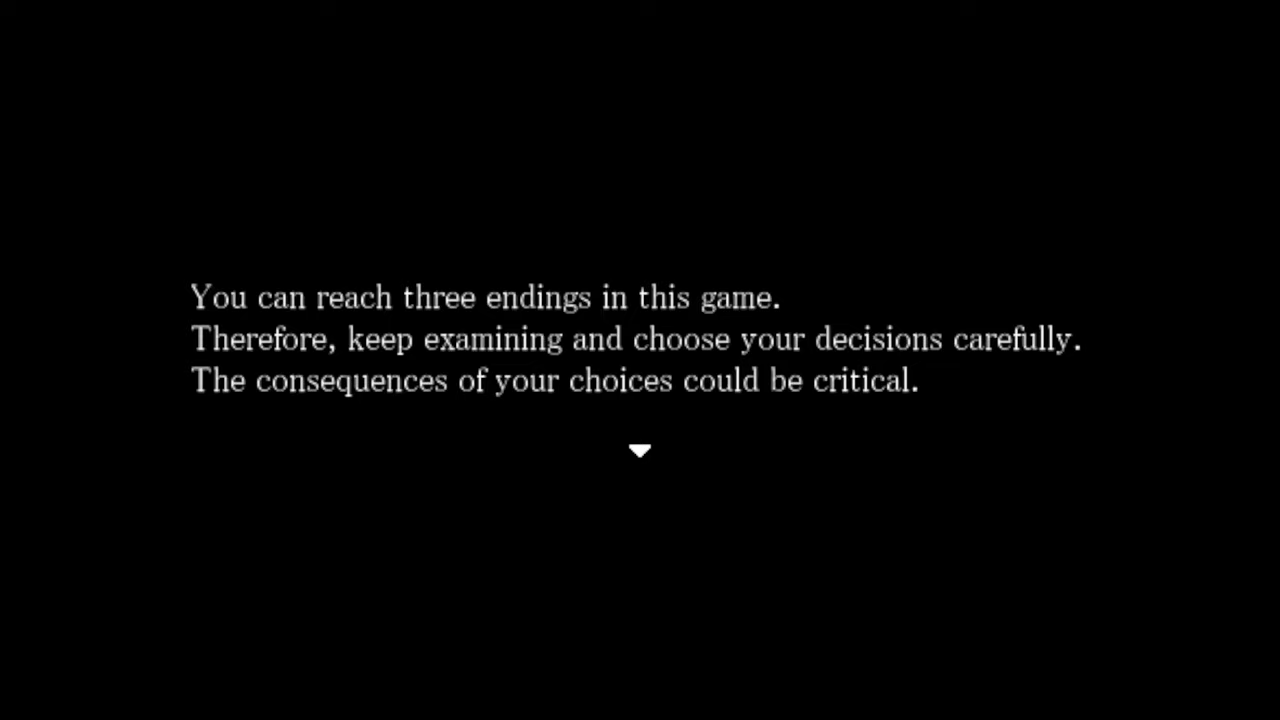 You can reach three endings in this game.
Therefore, keep examining and choose your decisions carefully.
The consequences of your choices could be critical.